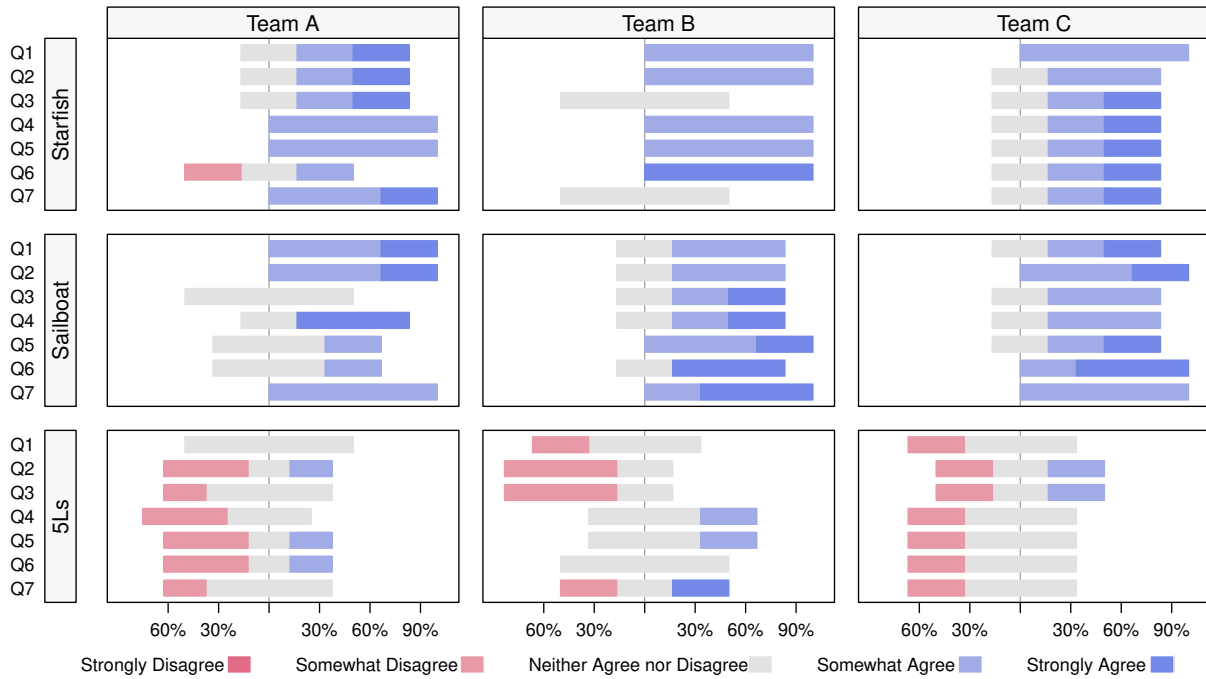 Team A Team B Team C
Starfish
Q1
Q2
Q3
Q4
Q5
Q6
Q7
Sailboat
Q1
Q2
Q3
Q4
Q5
Q6
Q7
5Ls
Q1
Q2
Q3
Q4
Q5
Q6
Q7
60% 30% 30% 90% 60% 30% 30% 60% 90% 60% 30% 30% 60% 90%
Strongly Disagree Somewhat Disagree Neither Agree nor Disagree Somewhat Agree Strongly Agree